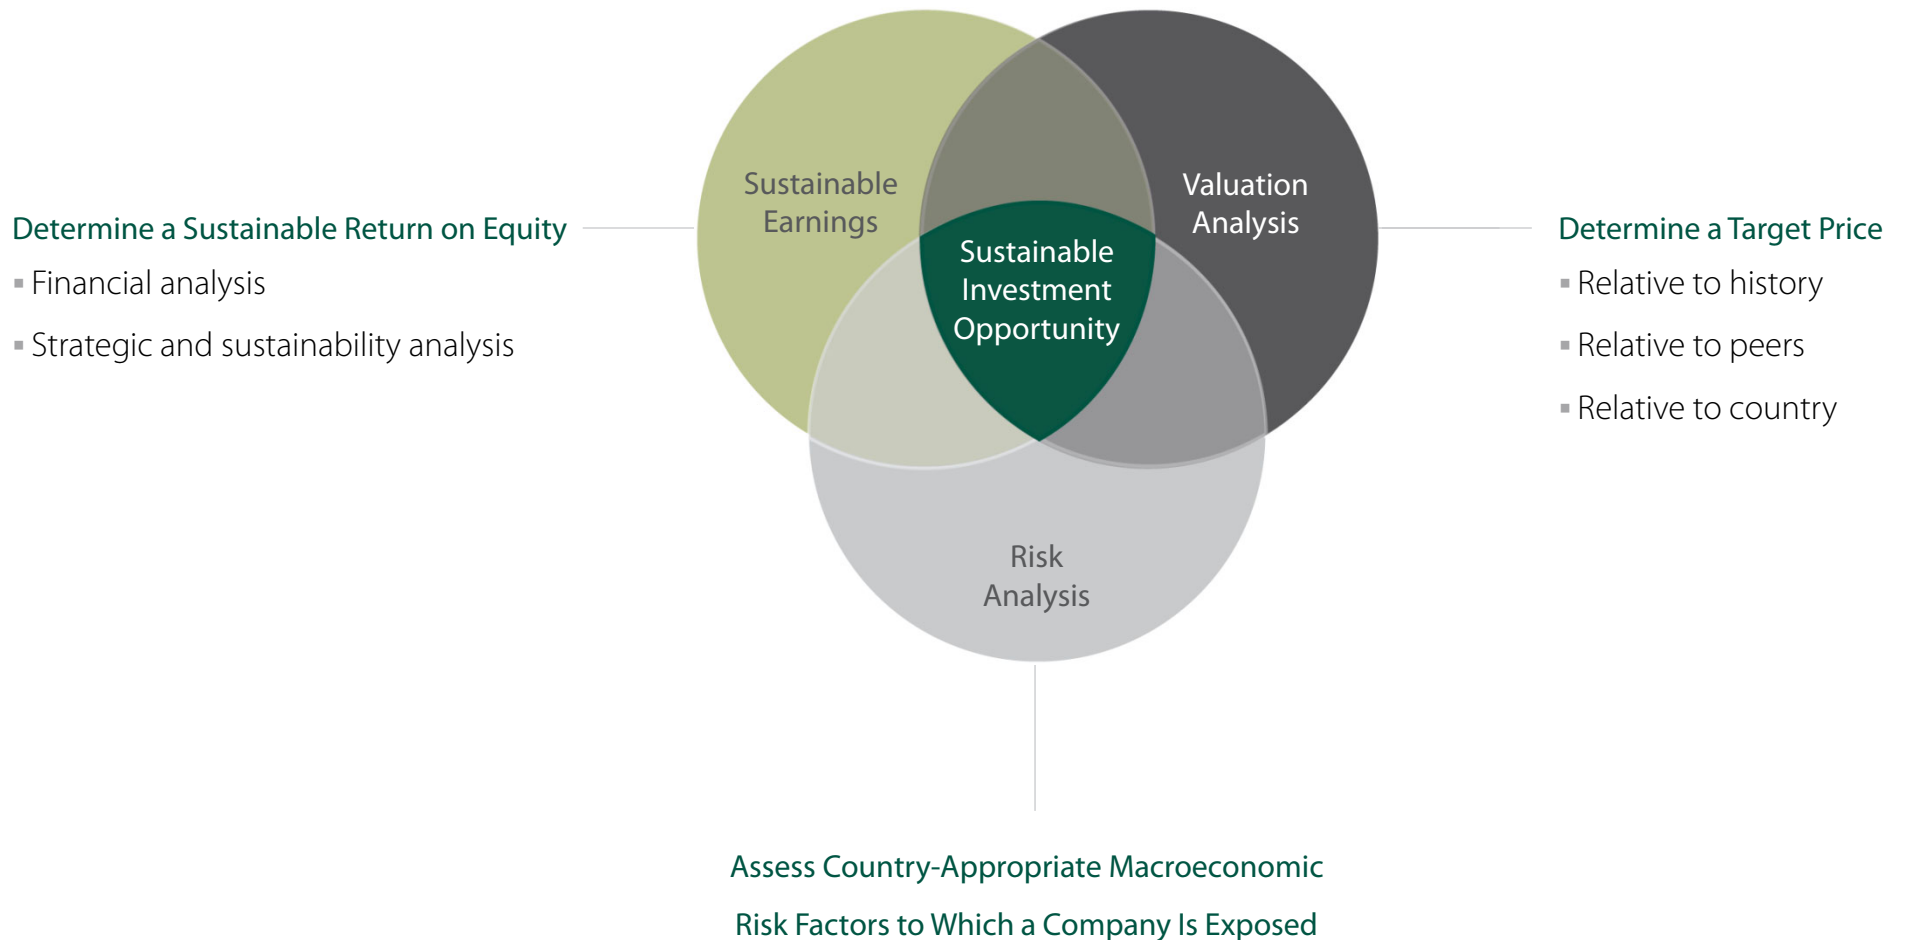 Sustainable
Earnings
Valuation
Analysis
Sustainable
Investment
Opportunity
Risk
Analysis
Determine a Sustainable Return on Equity
▪ Financial analysis
▪ Strategic and sustainability analysis
Determine a Target Price
▪ Relative to history
▪ Relative to peers
▪ Relative to country
Assess Country-Appropriate Macroeconomic
Risk Factors to Which a Company Is Exposed